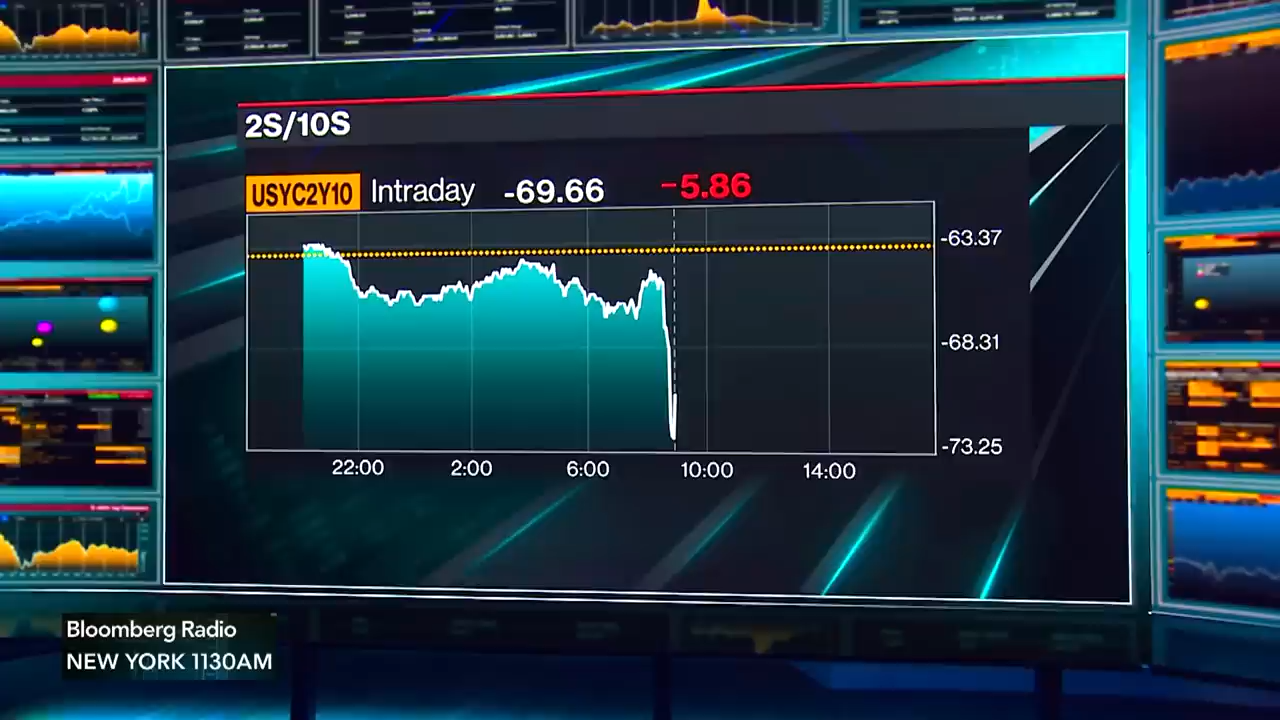 2S/10S
USYC2Y10 Intraday -69.66 -5.86
-63.37
-68.31
-73.25
22:00 2:00 6:00 10:00 14:00
Bloomberg Radio
NEW YORK 1130AM